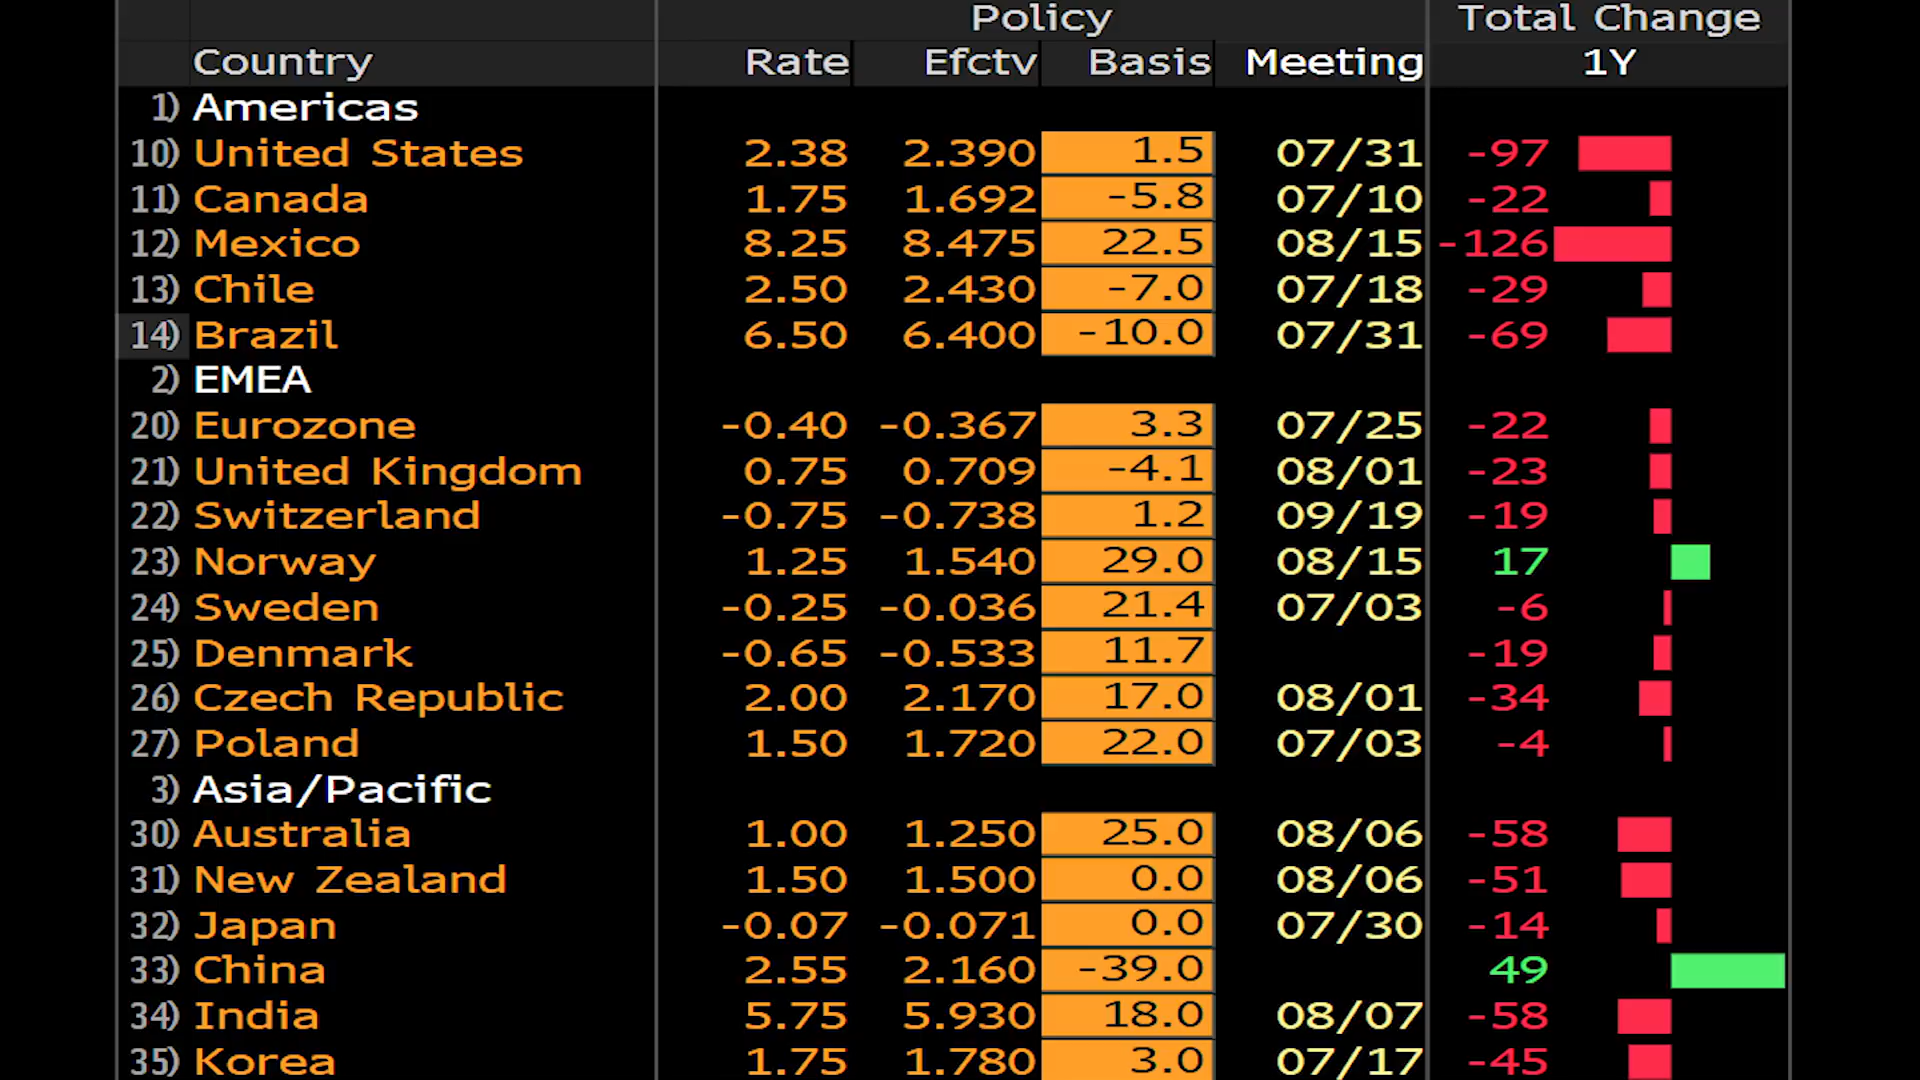 Policy Total Change
Country Rate Efctv Basis Meeting 1Y
1) Americas
10) United States 2.38 2.390 1.5 07/31 -97
11) Canada 1.75 1.692 -5.8 07/10 -22
12) Mexico 8.25 8.475 22.5 08/15 -126
13) Chile 2.50 2.430 -7.0 07/18 -29
14) Brazil 6.50 6.400 -10.0 07/31 -69
2) EMEA
20) Eurozone -0.40 -0.367 3.3 07/25 -22
21) United Kingdom 0.75 0.709 -4.1 08/01 -23
22) Switzerland -0.75 -0.738 1.2 09/19 -19
23) Norway 1.25 1.540 29.0 08/15 17
24) Sweden -0.25 -0.036 21.4 07/03 -6
25) Denmark -0.65 -0.533 11.7 -19
26) Czech Republic 2.00 2.170 17.0 08/01 -34
27) Poland 1.50 1.720 22.0 07/03 -4
3) Asia/Pacific
30) Australia 1.00 1.250 25.0 08/06 -58
31) New Zealand 1.50 1.500 0.0 08/06 -51
32) Japan -0.07 -0.071 0.0 07/30 -14
33) China 2.55 2.160 -39.0 49
34) India 5.75 5.930 18.0 08/07 -58
35) Korea 1.75 1.780 3.0 07/17 -45